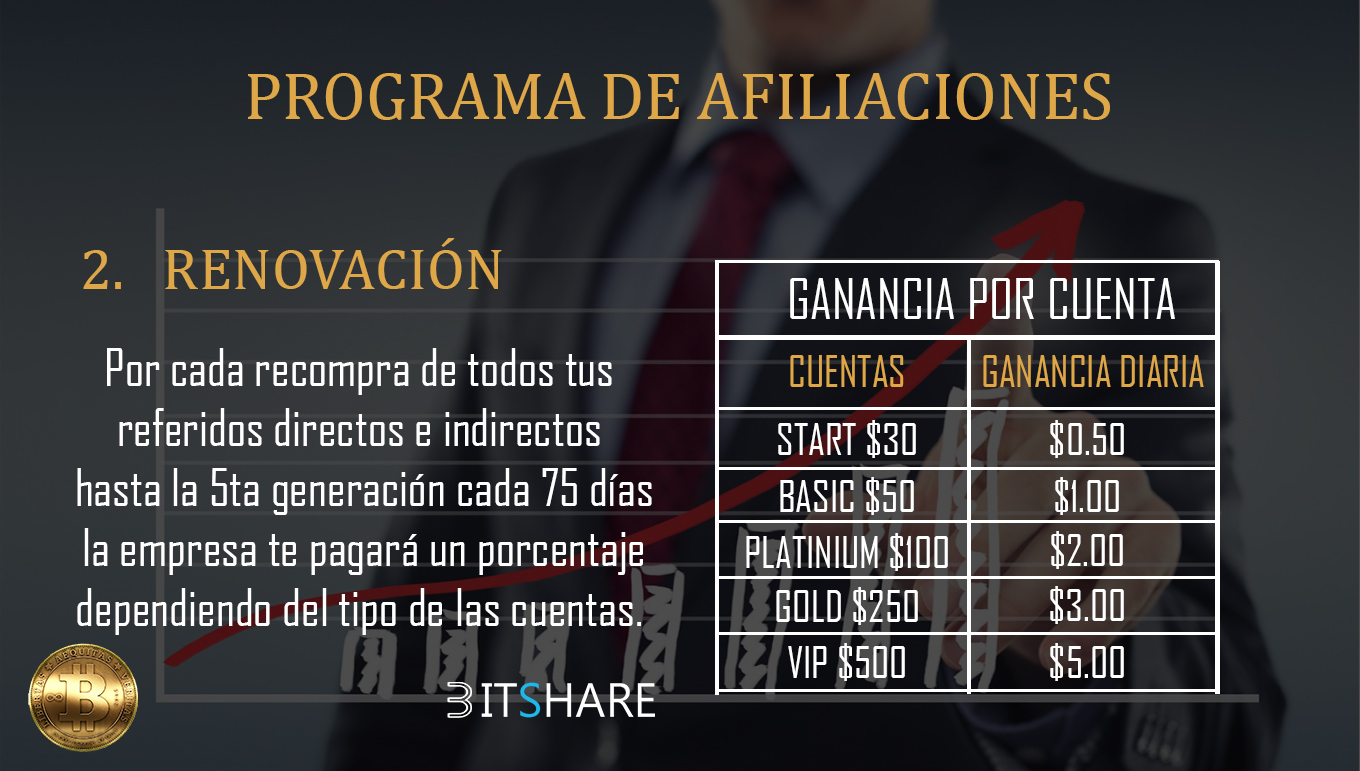 PROGRAMA DE AFILIACIONES
2. RENOVACIÓN
Por cada recompra de todos tus
referidos directos e indirectos
hasta la 5ta generación cada 75 días
la empresa te pagará un porcentaje
dependiendo del tipo de las cuentas.
GANANCIA POR CUENTA
CUENTAS GANANCIA DIARIA
START $30 $0.50
BASIC $50 $1.00
PLATINIUM $100 $2.00
GOLD $250 $3.00
VIP $500 $5.00
BITSHARE
AEQUITAS
VERITAS